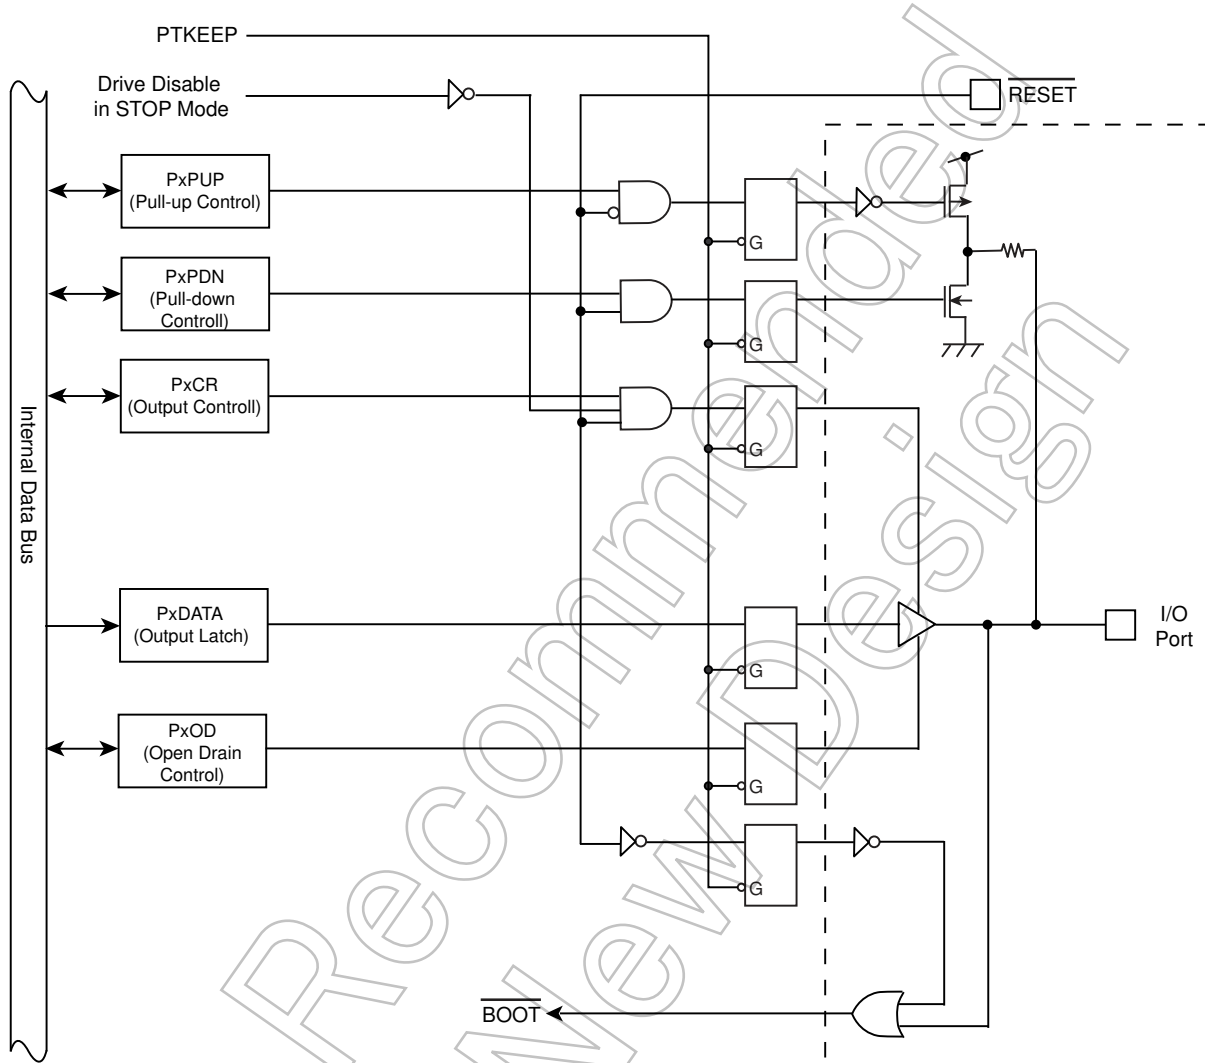 PTKEEP
Drive Disable
in STOP Mode
RESET
PxPUP
(Pull-up Control)
G
PxPDN
(Pull-down
Controll)
G
PxCR
(Output Controll)
G
Internal Data Bus
PxDATA
(Output Latch)
G
I/O
Port
PxOD
(Open Drain
Control)
G
G
BOOT
Recommended
New Design